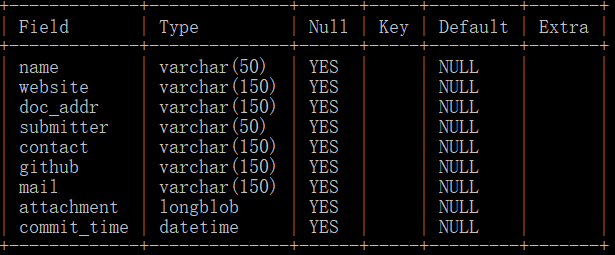 Field Type Null Key Default Extra
name varchar(50) YES NULL
website varchar(150) YES NULL
doc_addr varchar(150) YES NULL
submitter varchar(50) YES NULL
contact varchar(150) YES NULL
github varchar(150) YES NULL
mail varchar(150) YES NULL
attachment longblob YES NULL
commit_time datetime YES NULL